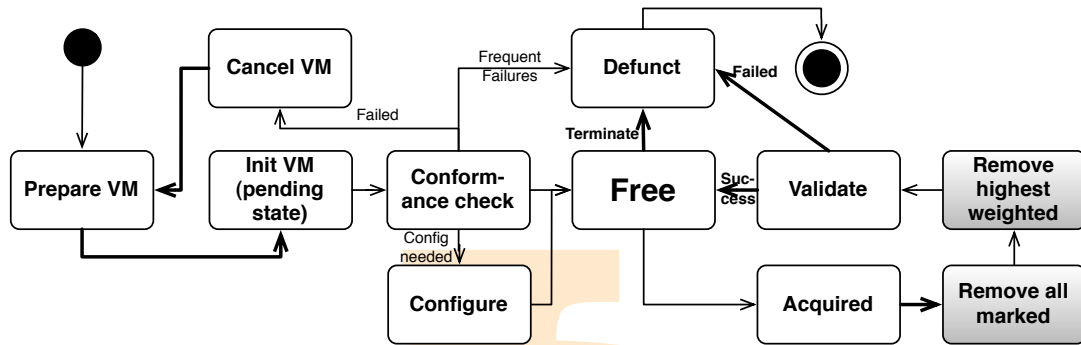 Cancel VM
Frequent
Failures
Defunct
Failed
Failed
Terminate
Prepare VM
Init VM
(pending
state)
Conform-
ance check
Free
Suc-
cess
Validate
Remove
highest
weighted
Config
needed
Configure
Acquired
Remove all
marked